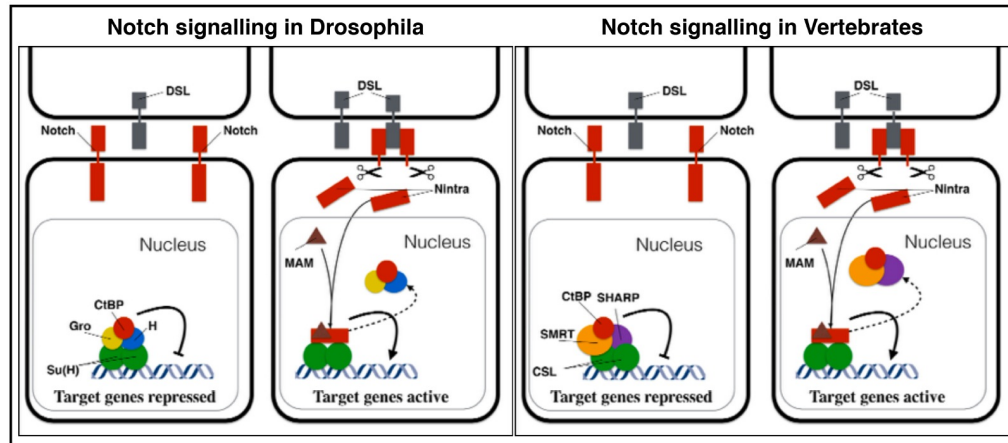 Notch signalling in Drosophila
DSL
Notch
Notch
Nucleus
CtBP
Gro
H
Su(H)
Target genes repressed
DSL
Nintra
Nucleus
MAM
Target genes active
Notch signalling in Vertebrates
DSL
Notch
Notch
Nucleus
CtBP
SHARP
SMRT
CSL
Target genes repressed
DSL
Nintra
Nucleus
MAM
Target genes active